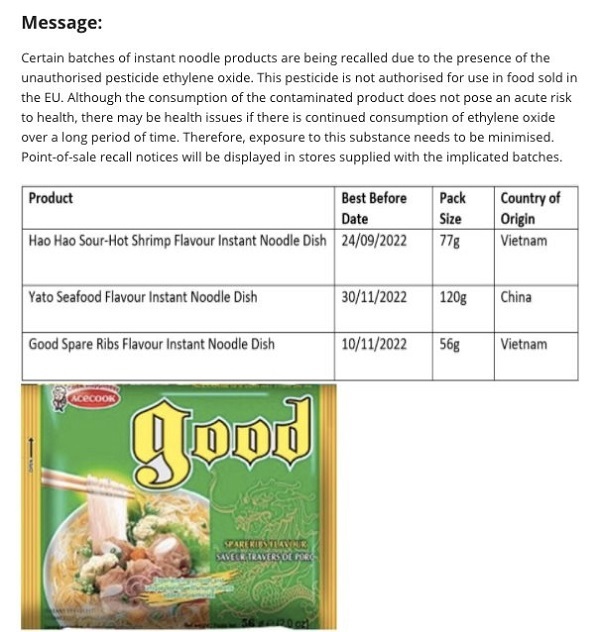 Message:
Certain batches of instant noodle products are being recalled due to the presence of the
unauthorised pesticide ethylene oxide. This pesticide is not authorised for use in food sold in
the EU. Although the consumption of the contaminated product does not pose an acute risk
to health, there may be health issues if there is continued consumption of ethylene oxide
over a long period of time. Therefore, exposure to this substance needs to be minimised.
Point-of-sale recall notices will be displayed in stores supplied with the implicated batches.
Product Best Before Date Pack Size Country of Origin
Hao Hao Sour-Hot Shrimp Flavour Instant Noodle Dish 24/09/2022 77g Vietnam
Yato Seafood Flavour Instant Noodle Dish 30/11/2022 120g China
Good Spare Ribs Flavour Instant Noodle Dish 10/11/2022 56g Vietnam
ACECOOK
good
SPARERIBS FLAVOUR
SAVEUR TRAVERS DE PORC
56 g (2.0 oz)